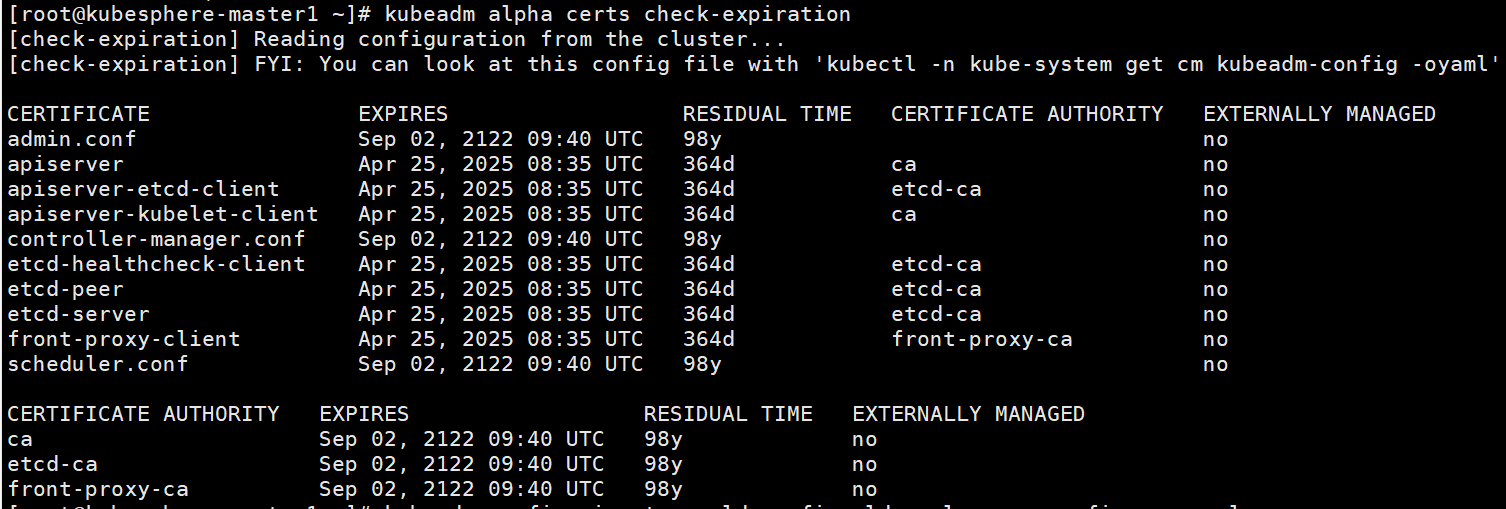 [root@kubesphere-master1 ~]# kubeadm alpha certs check-expiration
[check-expiration] Reading configuration from the cluster...
[check-expiration] FYI: You can look at this config file with 'kubectl -n kube-system get cm kubeadm-config -oyaml'
CERTIFICATE EXPIRES RESIDUAL TIME CERTIFICATE AUTHORITY EXTERNALLY MANAGED
admin.conf Sep 02, 2122 09:40 UTC 98y no
apiserver Apr 25, 2025 08:35 UTC 364d ca no
apiserver-etcd-client Apr 25, 2025 08:35 UTC 364d etcd-ca no
apiserver-kubelet-client Apr 25, 2025 08:35 UTC 364d ca no
controller-manager.conf Sep 02, 2122 09:40 UTC 98y no
etcd-healthcheck-client Apr 25, 2025 08:35 UTC 364d etcd-ca no
etcd-peer Apr 25, 2025 08:35 UTC 364d etcd-ca no
etcd-server Apr 25, 2025 08:35 UTC 364d etcd-ca no
front-proxy-client Apr 25, 2025 08:35 UTC 364d front-proxy-ca no
scheduler.conf Sep 02, 2122 09:40 UTC 98y no
CERTIFICATE AUTHORITY EXPIRES RESIDUAL TIME EXTERNALLY MANAGED
ca Sep 02, 2122 09:40 UTC 98y no
etcd-ca Sep 02, 2122 09:40 UTC 98y no
front-proxy-ca Sep 02, 2122 09:40 UTC 98y no